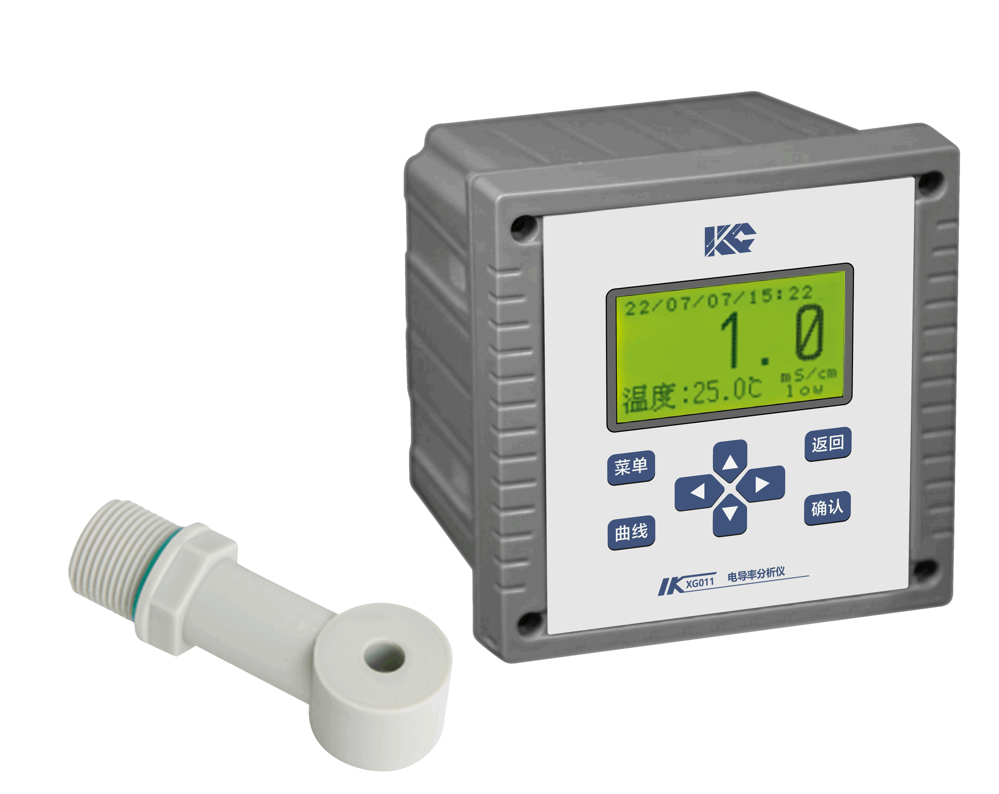 KC
22/07/07/15:22
1.0
mS/cm
温度:25.0℃ low
菜单
返回
曲线
确认
K XG011 电导率分析仪